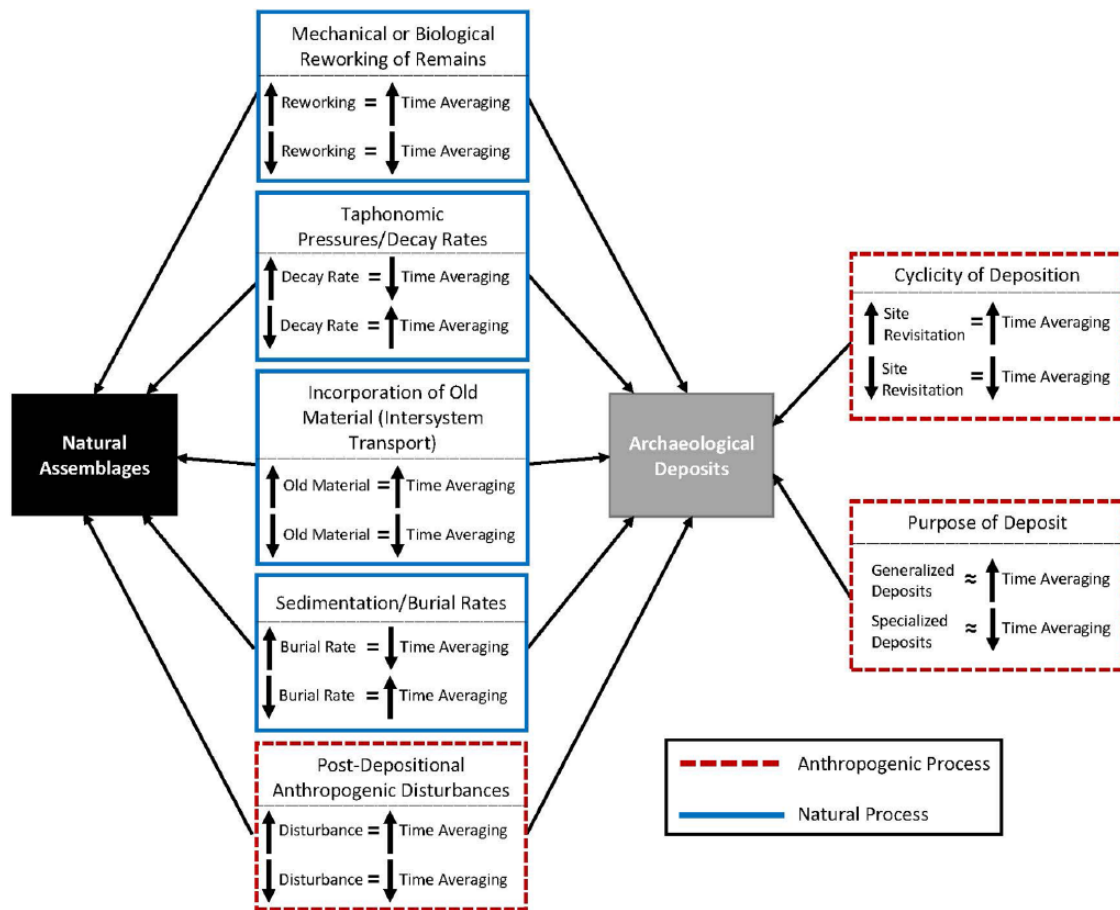 Mechanical or Biological
Reworking of Remains
Reworking = Time Averaging
Reworking = Time Averaging
Taphonomic
Pressures/Decay Rates
Decay Rate = Time Averaging
Decay Rate = Time Averaging
Incorporation of Old
Material (Intersystem
Transport)
Old Material = Time Averaging
Old Material = Time Averaging
Sedimentation/Burial Rates
Burial Rate = Time Averaging
Burial Rate = Time Averaging
Post-Depositional
Anthropogenic Disturbances
Disturbance = Time Averaging
Disturbance = Time Averaging
Natural
Assemblages
Archaeological
Deposits
Cyclicity of Deposition
Site
Revisitation = Time Averaging
Site
Revisitation = Time Averaging
Purpose of Deposit
Generalized
Deposits ≈ Time Averaging
Specialized
Deposits ≈ Time Averaging
Anthropogenic Process
Natural Process